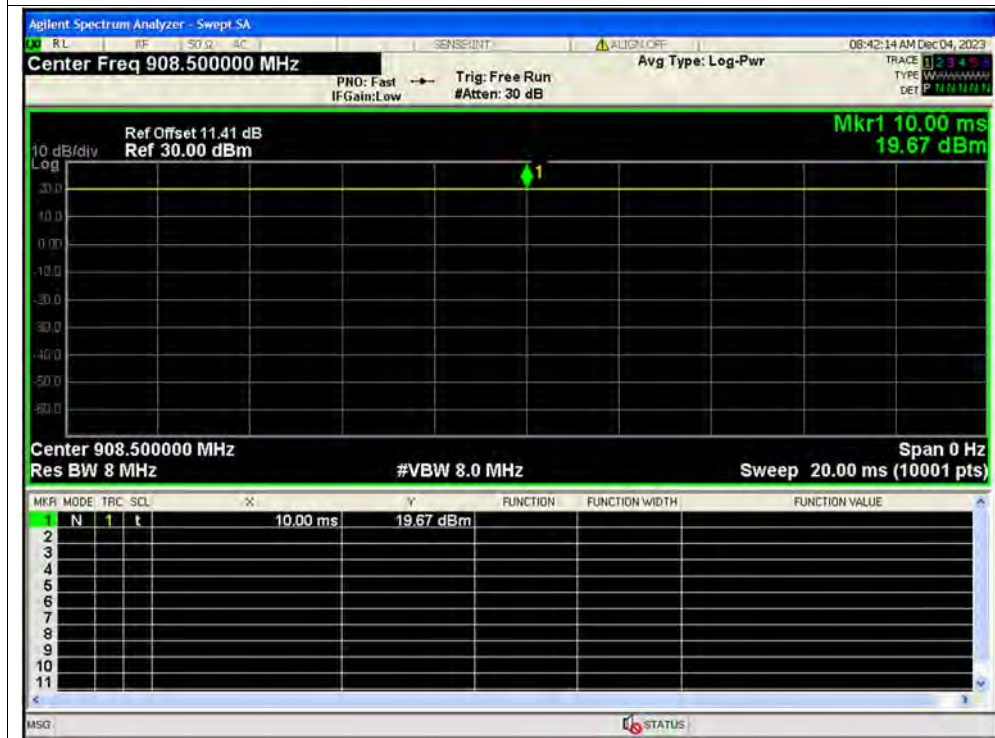 Agilent Spectrum Analyzer - Swept SA
RL RF 50 Ω AC SENSE:INT ALIGN OFF 08:42:14 AM Dec 04, 2023
Center Freq 908.500000 MHz
PNO: Fast Trig: Free Run Avg Type: Log-Pwr TRACE 1 2 3 4 5 6
IFGain:Low #Atten: 30 dB TYPE W
DET P N N N N N
Ref Offset 11.41 dB Mkr1 10.00 ms
10 dB/div Ref 30.00 dBm 19.67 dBm
Log
1
20.0
10.0
0.00
-10.0
-20.0
-30.0
-40.0
-50.0
-60.0
Center 908.500000 MHz Span 0 Hz
Res BW 8 MHz #VBW 8.0 MHz Sweep 20.00 ms (10001 pts)
MKR MODE TRC SCL X Y FUNCTION FUNCTION WIDTH FUNCTION VALUE
1 N 1 t 10.00 ms 19.67 dBm
2
3
4
5
6
7
8
9
10
11
MSG STATUS